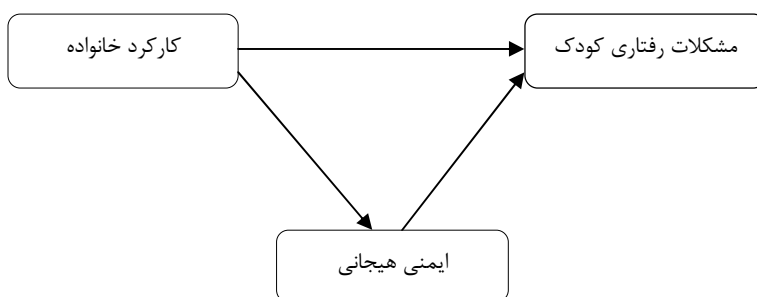 کارکرد خانواده
مشکلات رفتاری کودک
ایمنی هیجانی